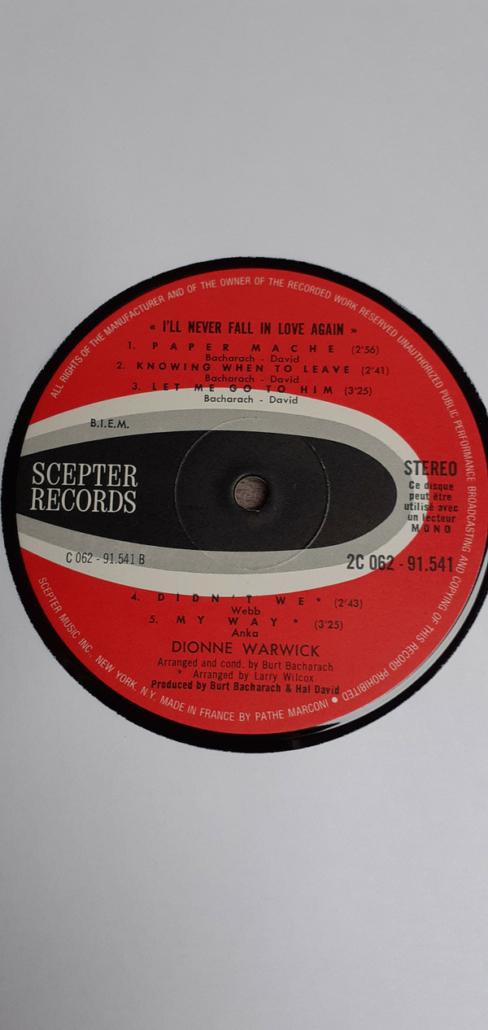 ALL RIGHTS OF THE MANUFACTURER AND OF THE OWNER OF THE RECORDED WORK RESERVED UNAUTHORIZED PUBLIC PERFORMANCE BROADCASTING AND COPYING OF THIS RECORD PROHIBITED
« I'LL NEVER FALL IN LOVE AGAIN »
1. PAPER MACHE (2'56)
Bacharach - David
2. KNOWING WHEN TO LEAVE (2'41)
Bacharach - David
3. LET ME GO TO HIM (3'25)
Bacharach - David
B.I.E.M.
SCEPTER
RECORDS
STEREO
Ce disque
peut être
utilisé avec
un lecteur
MONO
C 062 - 91.541 B
2C 062 - 91.541
4. DIDN'T WE * (2'43)
Webb
5. MY WAY * (3'25)
Anka
DIONNE WARWICK
Arranged and cond. by Burt Bacharach
* Arranged by Larry Wilcox
Produced by Burt Bacharach & Hal David
SCEPTER MUSIC INC., NEW YORK, N.Y. MADE IN FRANCE BY PATHE MARCONI ●